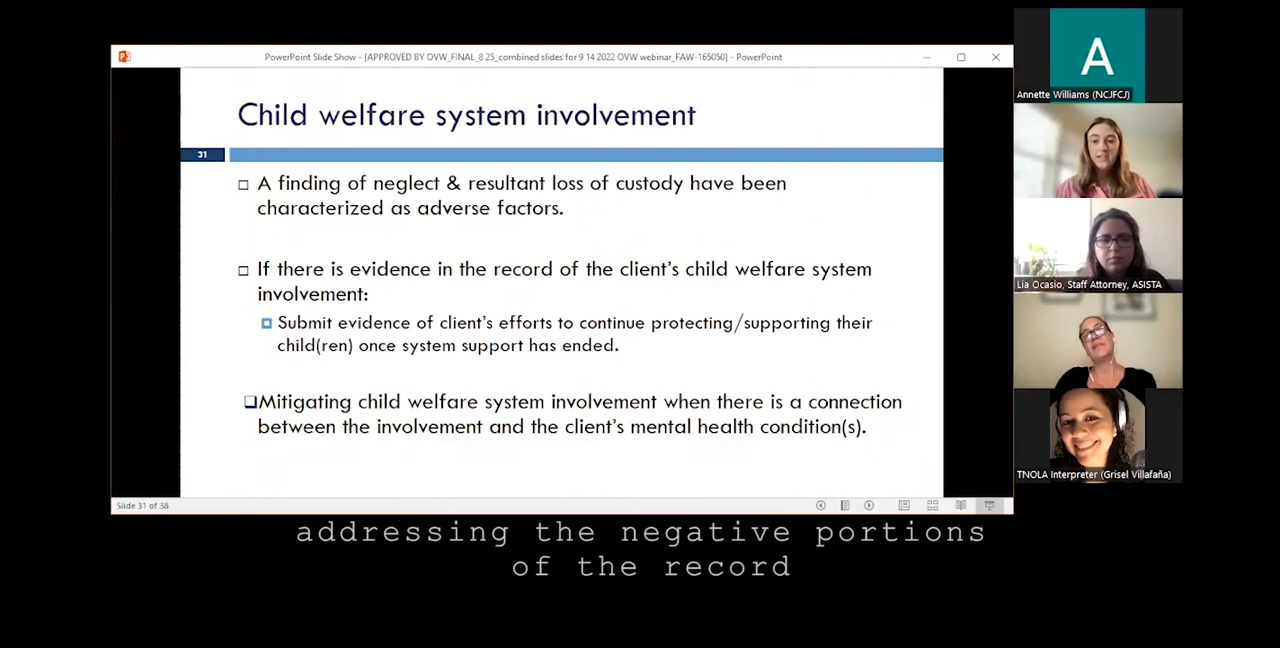 PowerPoint Slide Show - [APPROVED BY OVW_FINAL_8 25_combined slides for 9 14 2022 OVW webinar_FAW-165050] - PowerPoint
Child welfare system involvement
31
A finding of neglect & resultant loss of custody have been
characterized as adverse factors.
If there is evidence in the record of the client's child welfare system
involvement:
Submit evidence of client's efforts to continue protecting/supporting their
child(ren) once system support has ended.
Mitigating child welfare system involvement when there is a connection
between the involvement and the client's mental health condition(s).
Slide 31 of 38
A
Annette Williams (NCJFCJ)
Lia Ocasio, Staff Attorney, ASISTA
TNOLA Interpreter (Grisel Villafaña)
addressing the negative portions
of the record